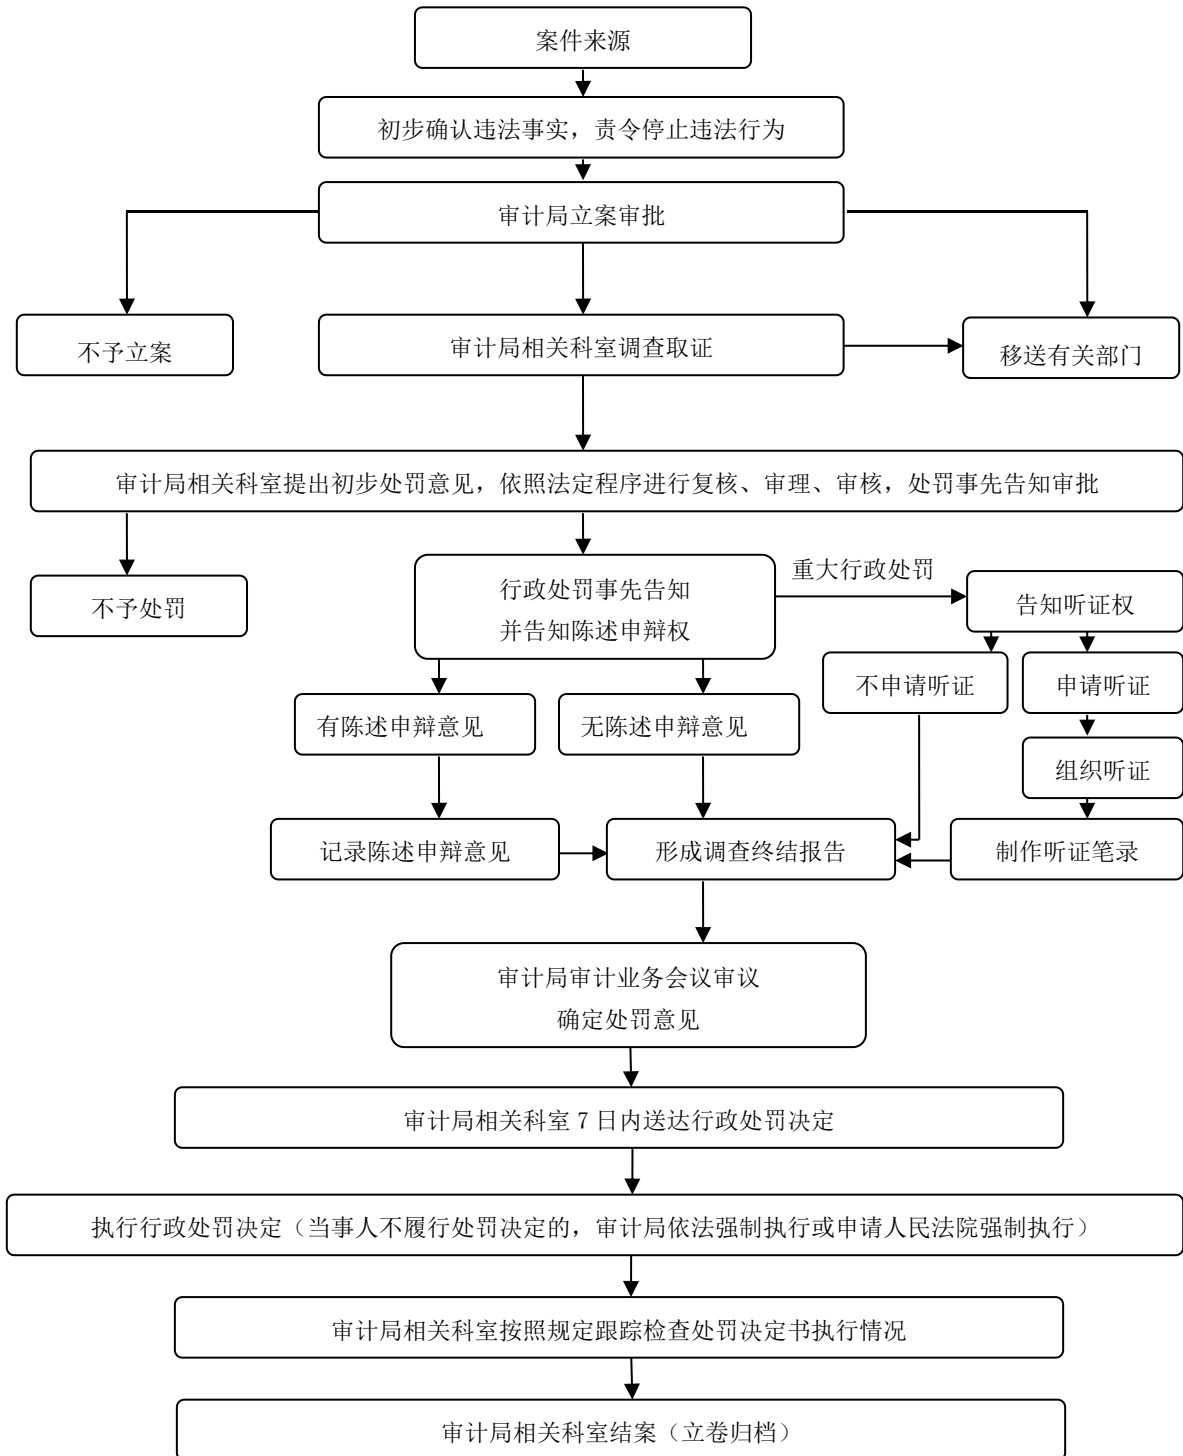 案件来源
初步确认违法事实，责令停止违法行为
审计局立案审批
不予立案
审计局相关科室调查取证
移送有关部门
审计局相关科室提出初步处罚意见，依照法定程序进行复核、审理、审核，处罚事先告知审批
不予处罚
行政处罚事先告知
并告知陈述申辩权
重大行政处罚
告知听证权
不申请听证
申请听证
有陈述申辩意见
无陈述申辩意见
组织听证
记录陈述申辩意见
形成调查终结报告
制作听证笔录
审计局审计业务会议审议
确定处罚意见
审计局相关科室 7 日内送达行政处罚决定
执行行政处罚决定（当事人不履行处罚决定的，审计局依法强制执行或申请人民法院强制执行）
审计局相关科室按照规定跟踪检查处罚决定书执行情况
审计局相关科室结案（立卷归档）